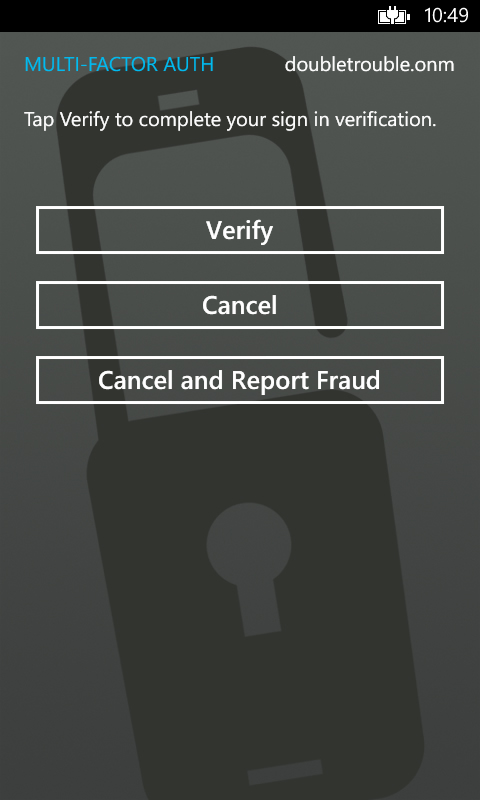 10:49
MULTI-FACTOR AUTH doubletrouble.onm
Tap Verify to complete your sign in verification.
Verify
Cancel
Cancel and Report Fraud